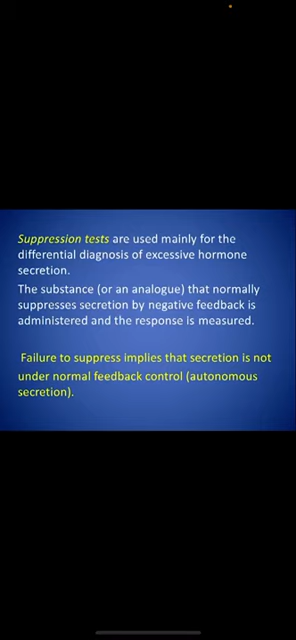 Suppression tests are used mainly for the
differential diagnosis of excessive hormone
secretion.
The substance (or an analogue) that normally
suppresses secretion by negative feedback is
administered and the response is measured.
Failure to suppress implies that secretion is not
under normal feedback control (autonomous
secretion).